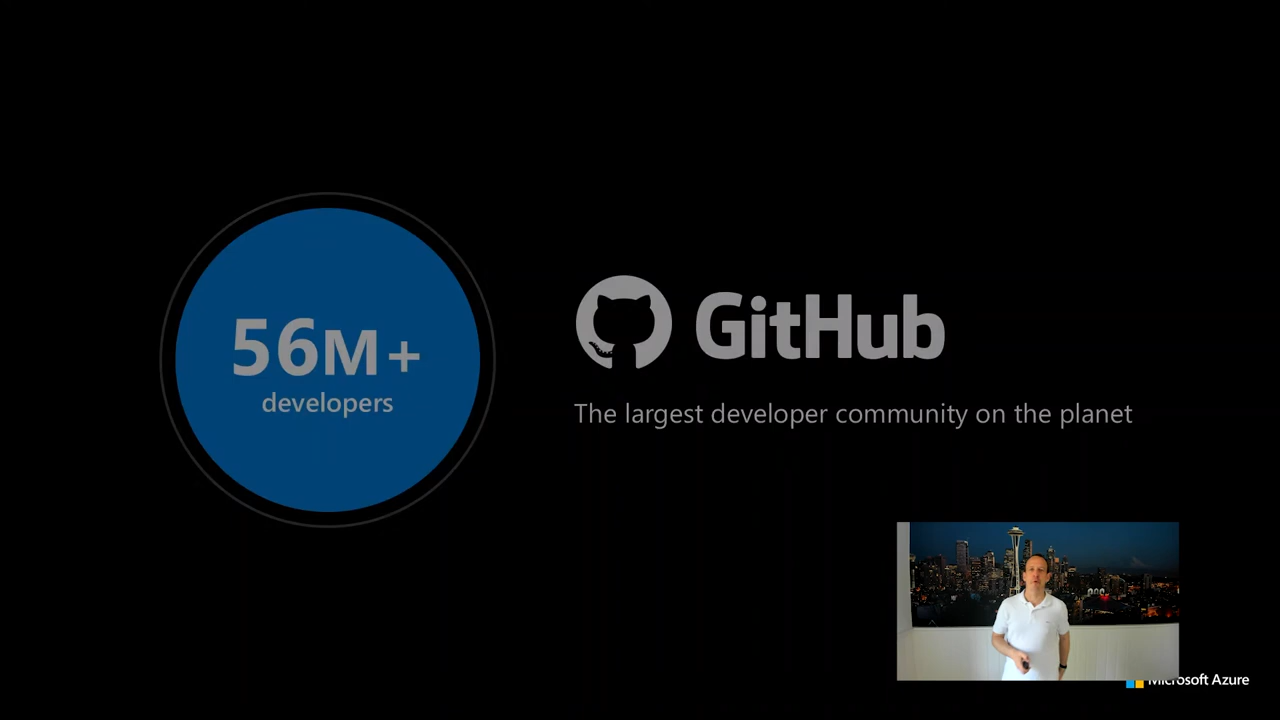 56M+
developers
GitHub
The largest developer community on the planet
Microsoft Azure